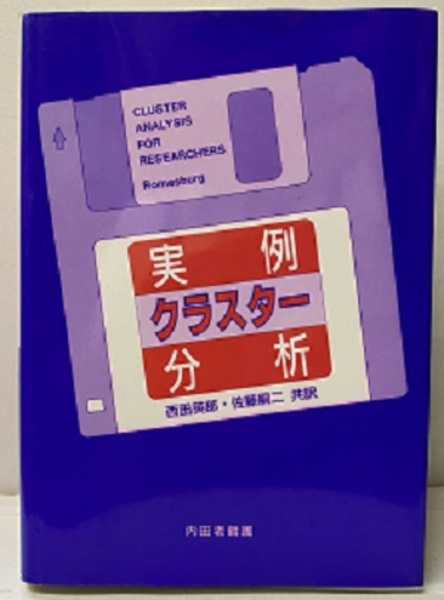 CLUSTER
ANALYSIS
FOR
RESEARCHERS
Romesburg
実例
クラスター
分析
西田英郎・佐藤嗣二 共訳
内田老鶴圃